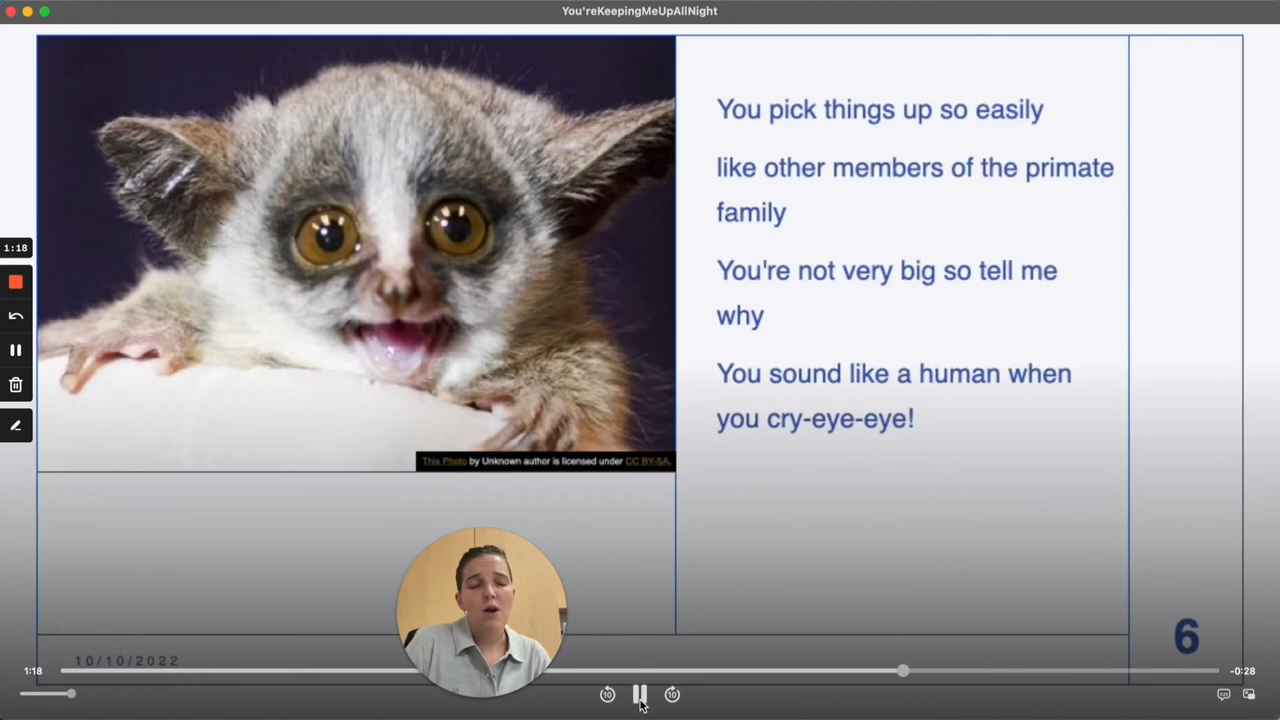 You'reKeepingMeUpAllNight
You pick things up so easily
like other members of the primate
family
You're not very big so tell me
why
You sound like a human when
you cry-eye-eye!
1:18
This Photo by Unknown author is licensed under CC BY-SA.
10/10/2022
6
1:18
-0:28
10
10